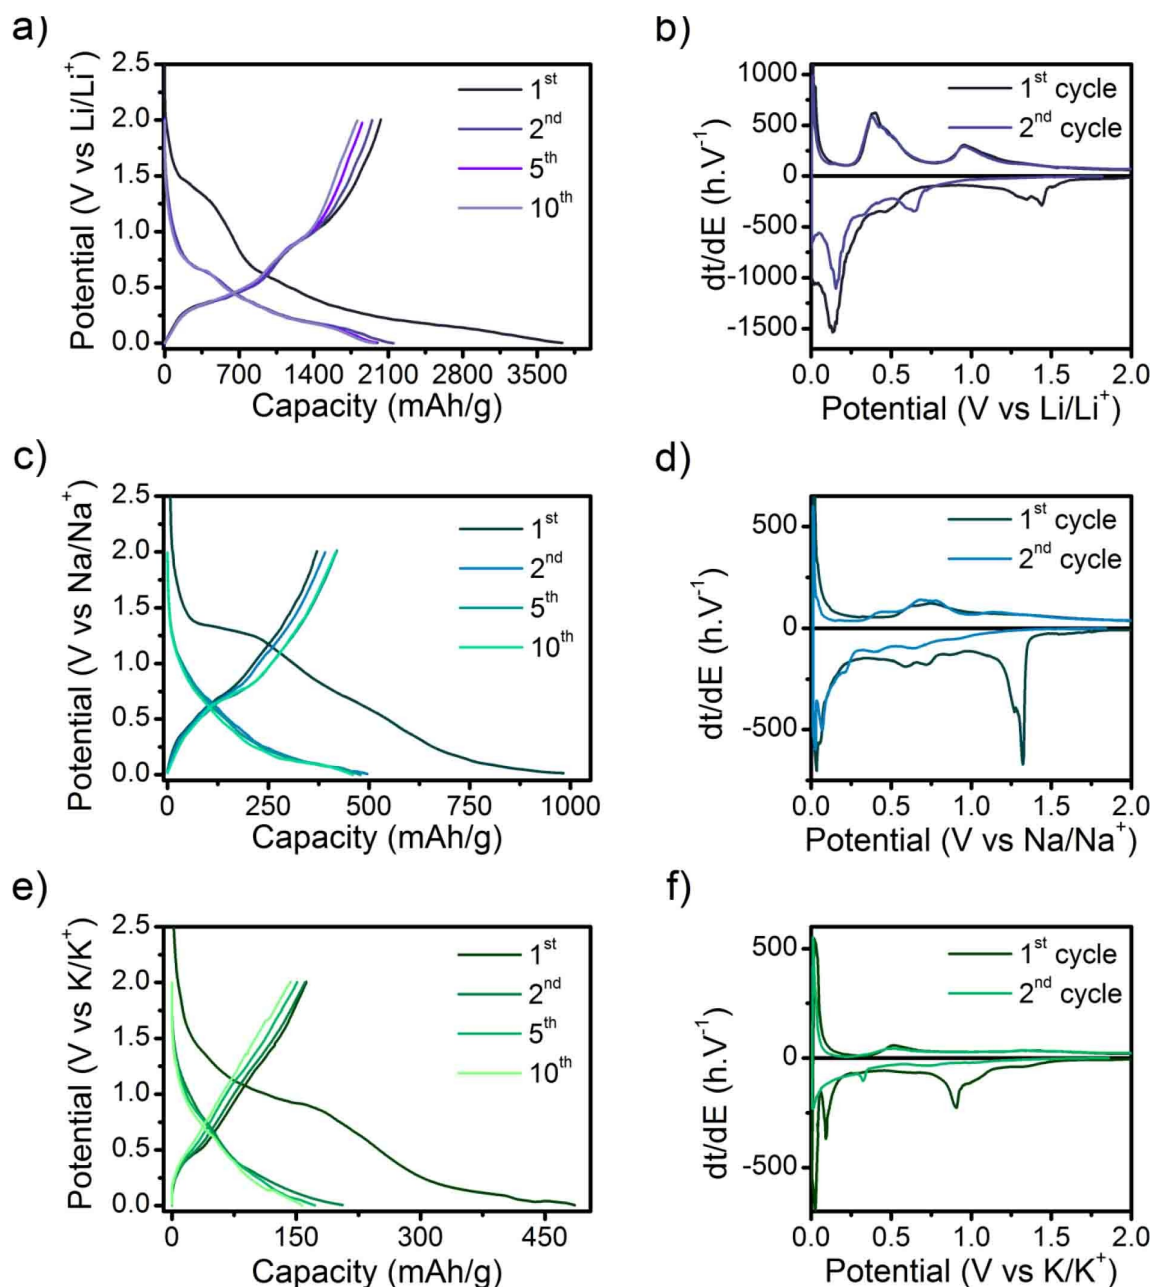 a)
Potential (V vs Li/Li⁺)
2.5
2.0
1.5
1.0
0.5
0.0
1st
2nd
5th
10th
0 700 1400 2100 2800 3500
Capacity (mAh/g)
b)
dt/dE (h.V⁻¹)
1000
500
0
-500
-1000
-1500
1st cycle
2nd cycle
0.0 0.5 1.0 1.5 2.0
Potential (V vs Li/Li⁺)
c)
Potential (V vs Na/Na⁺)
2.5
2.0
1.5
1.0
0.5
0.0
1st
2nd
5th
10th
0 250 500 750 1000
Capacity (mAh/g)
d)
dt/dE (h.V⁻¹)
500
0
-500
1st cycle
2nd cycle
0.0 0.5 1.0 1.5 2.0
Potential (V vs Na/Na⁺)
e)
Potential (V vs K/K⁺)
2.5
2.0
1.5
1.0
0.5
0.0
1st
2nd
5th
10th
0 150 300 450
Capacity (mAh/g)
f)
dt/dE (h.V⁻¹)
500
0
-500
1st cycle
2nd cycle
0.0 0.5 1.0 1.5 2.0
Potential (V vs K/K⁺)